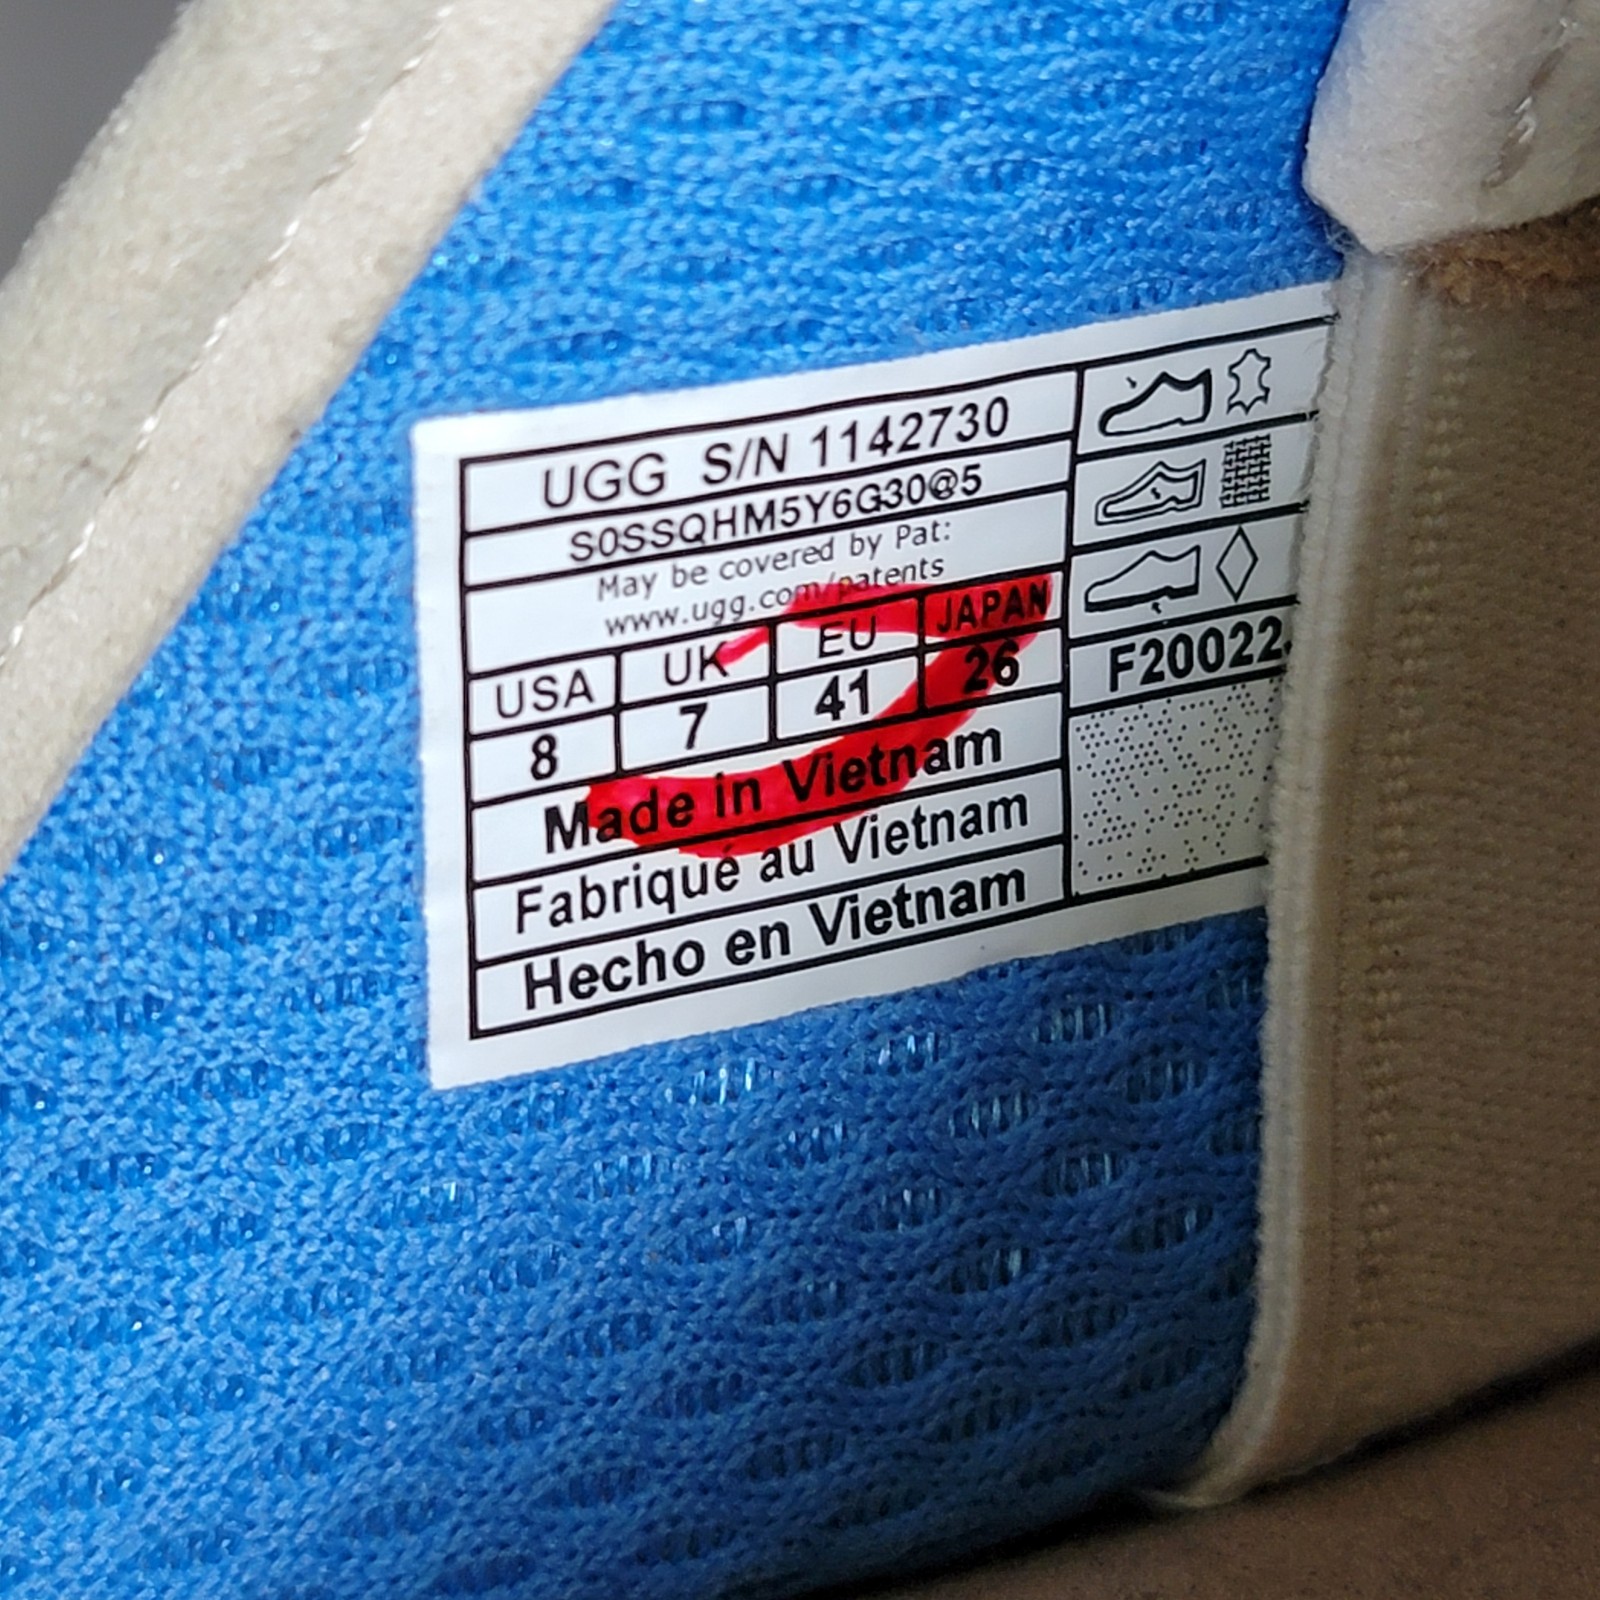 UGG S/N 1142730
S0SSQHM5Y6G30@5
May be covered by Pat:
www.ugg.com/patents
USA UK EU JAPAN
8 7 41 26
Made in Vietnam
Fabriqué au Vietnam
Hecho en Vietnam
F20022